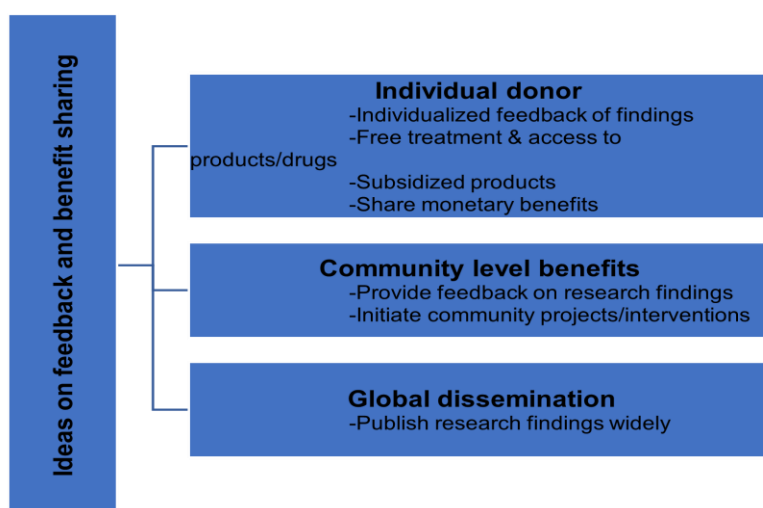 Ideas on feedback and benefit sharing
Individual donor
-Individualized feedback of findings
-Free treatment & access to
products/drugs
-Subsidized products
-Share monetary benefits
Community level benefits
-Provide feedback on research findings
-Initiate community projects/interventions
Global dissemination
-Publish research findings widely